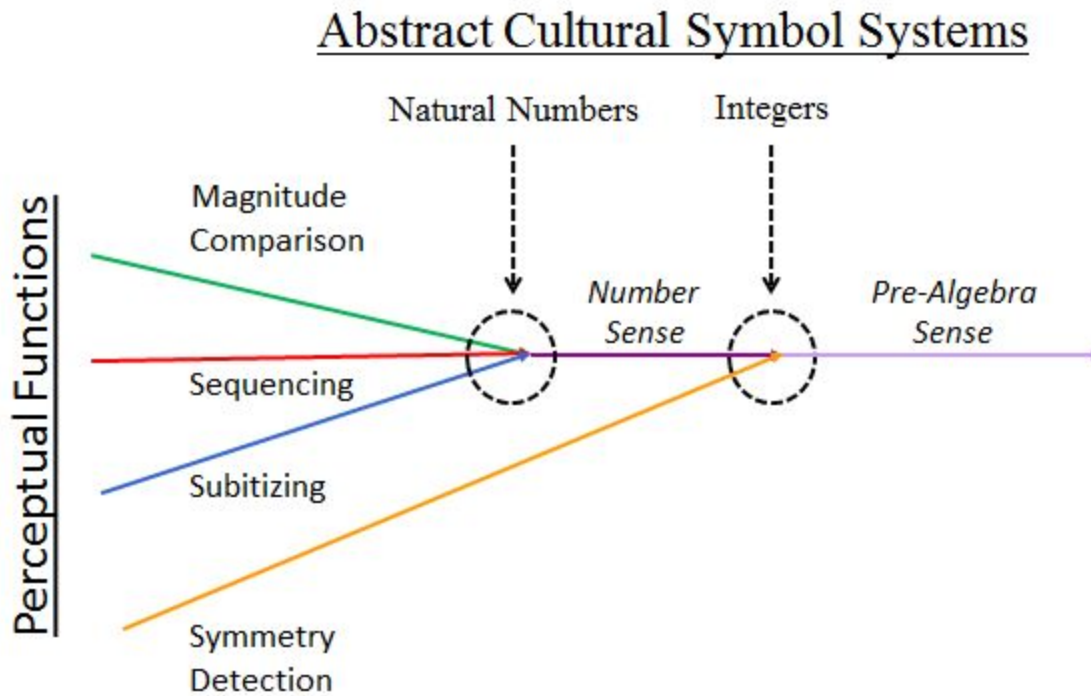 Abstract Cultural Symbol Systems
Natural Numbers
Integers
Perceptual Functions
Magnitude
Comparison
Number
Sense
Pre-Algebra
Sense
Sequencing
Subitizing
Symmetry
Detection